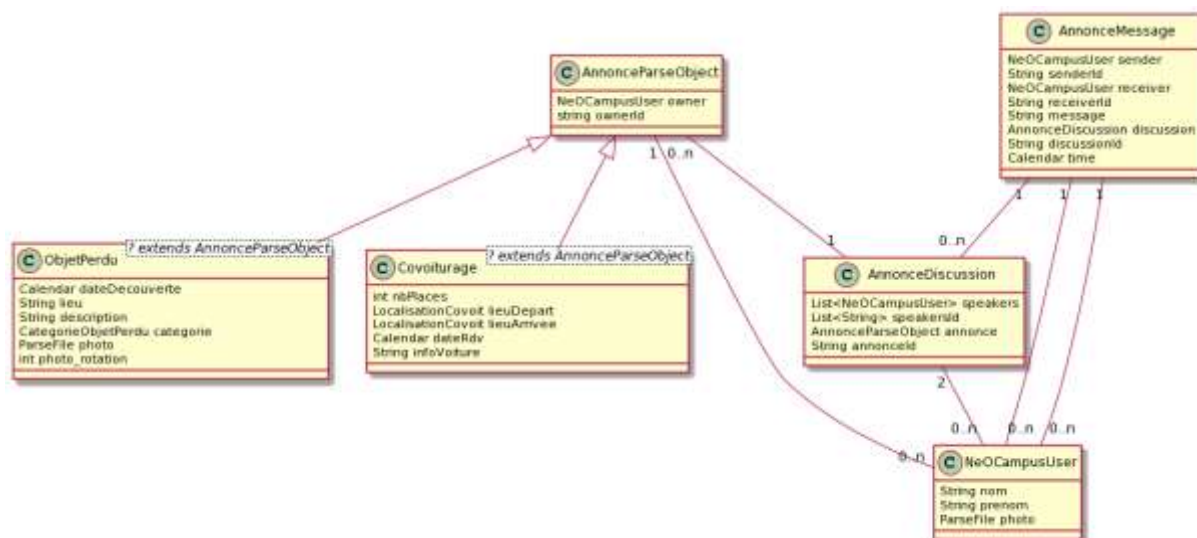 C AnnonceMessage
NeOCampusUser sender
String senderId
NeOCampusUser receiver
String receiverId
String message
AnnonceDiscussion discussion
String discussionId
Calendar time
C AnnonceParseObject
NeOCampusUser owner
string ownerId
1 0..n
1 1 1
? extends AnnonceParseObject
C ObjetPerdu
Calendar dateDecouverte
String lieu
String description
CategorieObjetPerdu categorie
ParseFile photo
int photo_rotation
? extends AnnonceParseObject
C Covoiturage
int nbPlaces
LocalisationCovoit lieuDepart
LocalisationCovoit lieuArrivee
Calendar dateRdv
String infoVoiture
1 0..n
C AnnonceDiscussion
List<NeOCampusUser> speakers
List<String> speakersId
AnnonceParseObject annonce
String annonceId
2
0..n 0..n 0..n
0..n
C NeOCampusUser
String nom
String prenom
ParseFile photo